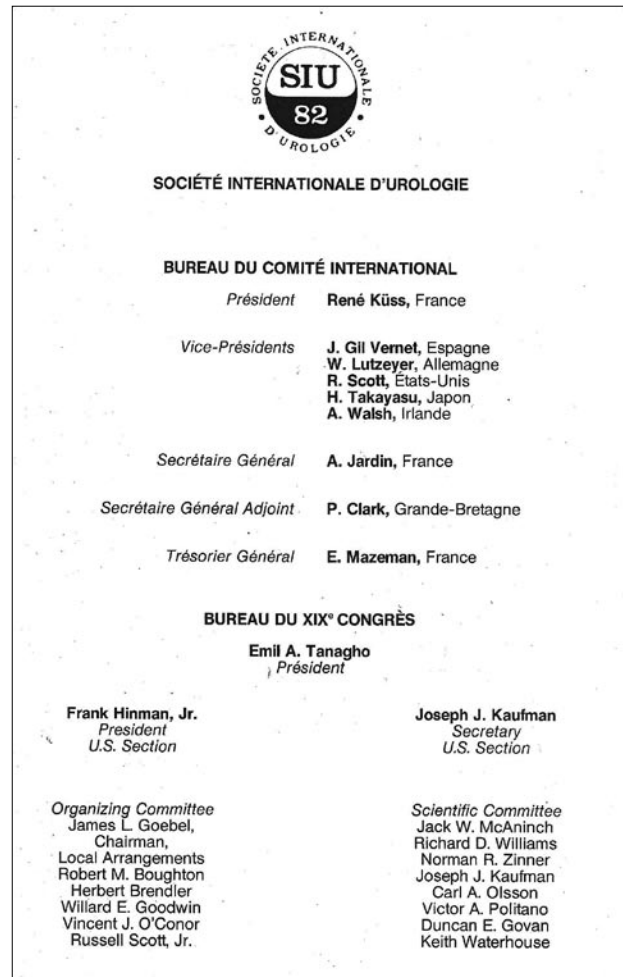 SOCIETE INTERNATIONALE
SIU
82
• D'UROLOGIE •
SOCIÉTÉ INTERNATIONALE D'UROLOGIE
BUREAU DU COMITÉ INTERNATIONAL
Président René Küss, France
Vice-Présidents J. Gil Vernet, Espagne
W. Lutzeyer, Allemagne
R. Scott, États-Unis
H. Takayasu, Japon
A. Walsh, Irlande
Secrétaire Général A. Jardin, France
Secrétaire Général Adjoint P. Clark, Grande-Bretagne
Trésorier Général E. Mazeman, France
BUREAU DU XIXe CONGRÈS
Emil A. Tanagho
Président
Frank Hinman, Jr.
President
U.S. Section
Joseph J. Kaufman
Secretary
U.S. Section
Organizing Committee
James L. Goebel,
Chairman,
Local Arrangements
Robert M. Boughton
Herbert Brendler
Willard E. Goodwin
Vincent J. O'Conor
Russell Scott, Jr.
Scientific Committee
Jack W. McAninch
Richard D. Williams
Norman R. Zinner
Joseph J. Kaufman
Carl A. Olsson
Victor A. Politano
Duncan E. Govan
Keith Waterhouse